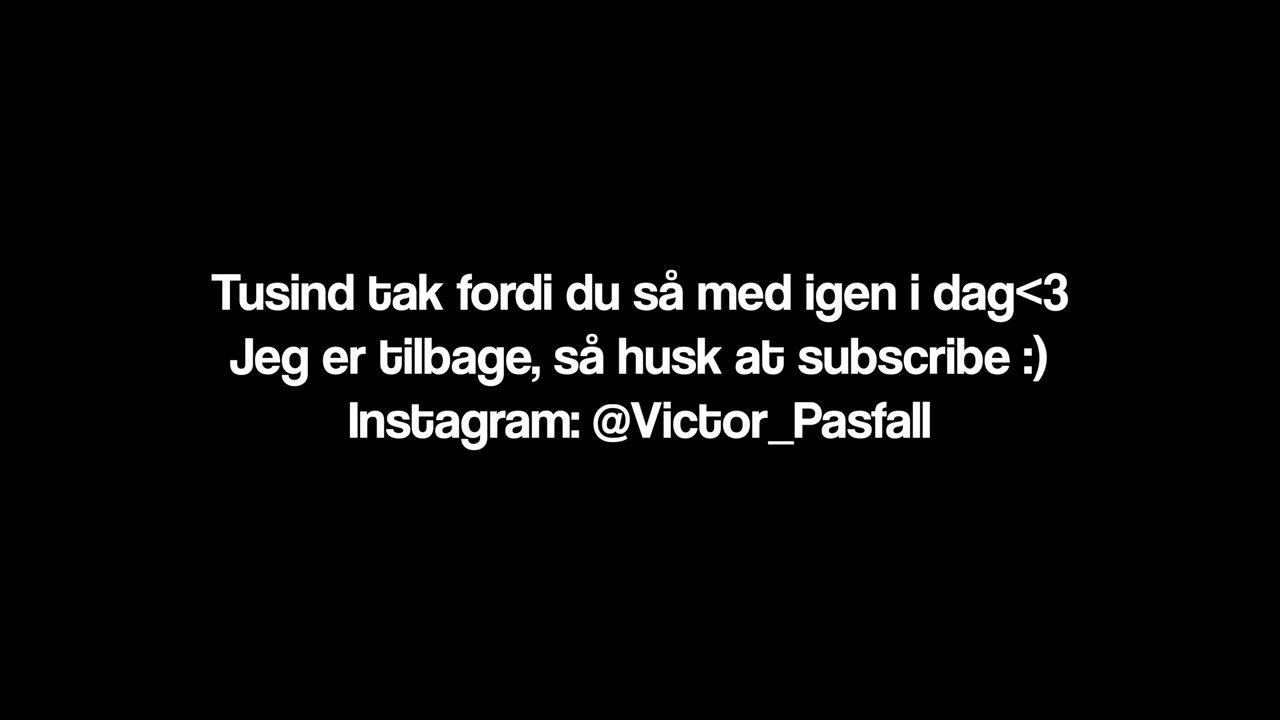 Tusind tak fordi du så med igen i dag<3
Jeg er tilbage, så husk at subscribe :)
Instagram: @Victor_Pasfall